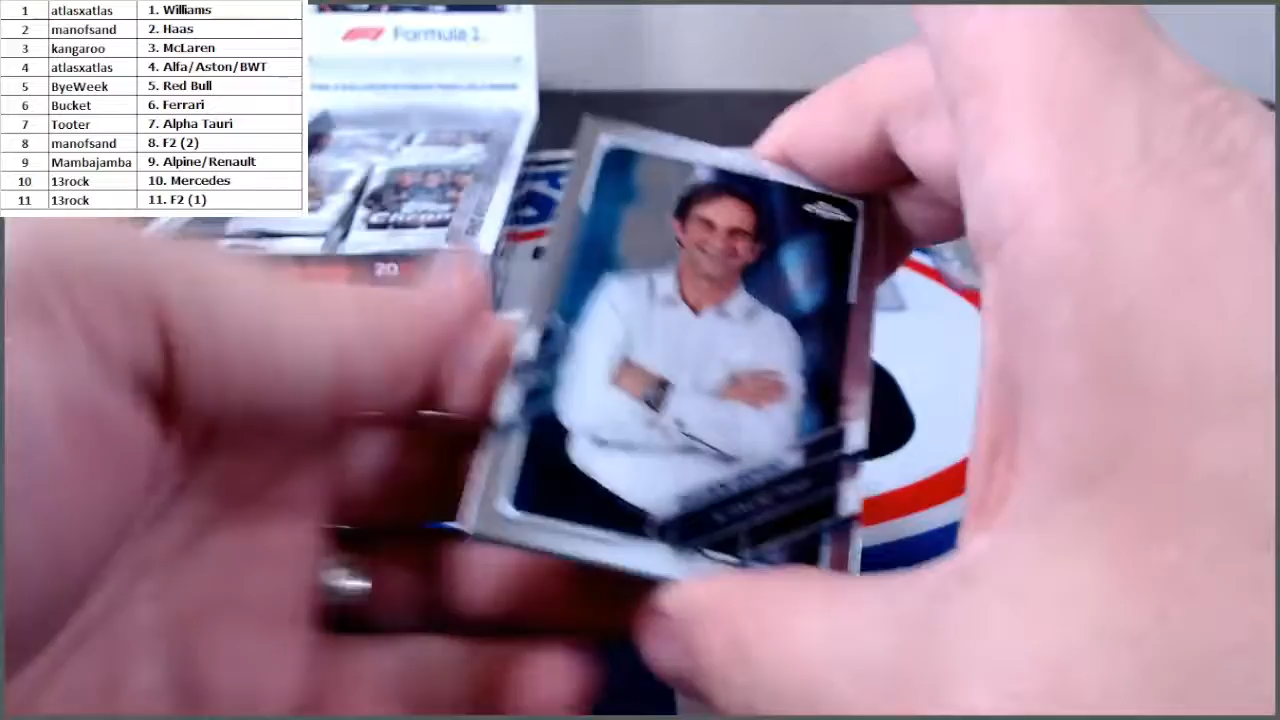 1 atlasxatlas 1. Williams
2 manofsand 2. Haas
3 kangaroo 3. McLaren
4 atlasxatlas 4. Alfa/Aston/BWT
5 ByeWeek 5. Red Bull
6 Bucket 6. Ferrari
7 Tooter 7. Alpha Tauri
8 manofsand 8. F2 (2)
9 Mambajamba 9. Alpine/Renault
10 13rock 10. Mercedes
11 13rock 11. F2 (1)
Formula 1
Chrome
20